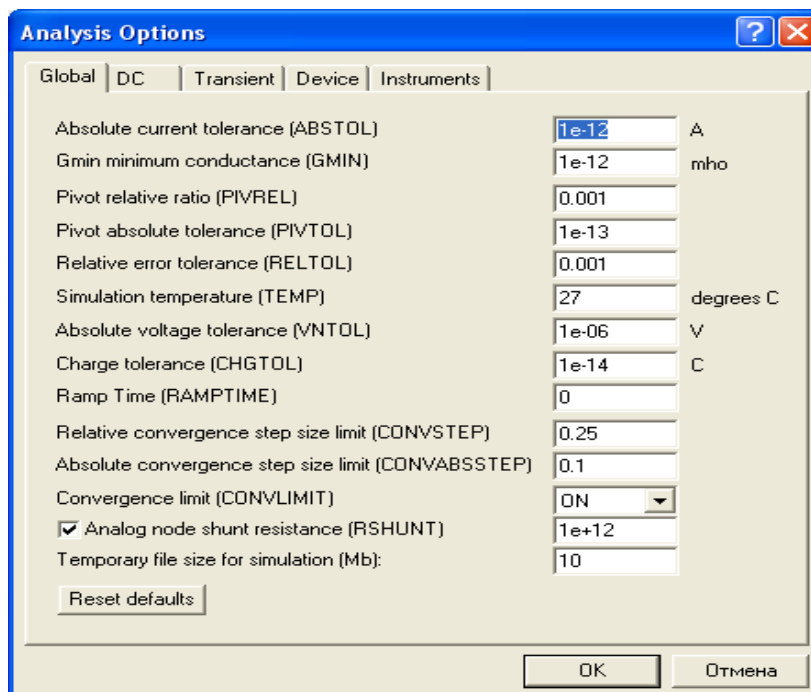 Analysis Options
Global DC Transient Device Instruments
Absolute current tolerance (ABSTOL) 1e-12 A
Gmin minimum conductance (GMIN) 1e-12 mho
Pivot relative ratio (PIVREL) 0.001
Pivot absolute tolerance (PIVTOL) 1e-13
Relative error tolerance (RELTOL) 0.001
Simulation temperature (TEMP) 27 degrees C
Absolute voltage tolerance (VNTOL) 1e-06 V
Charge tolerance (CHGTOL) 1e-14 C
Ramp Time (RAMPTIME) 0
Relative convergence step size limit (CONVSTEP) 0.25
Absolute convergence step size limit (CONVABSSTEP) 0.1
Convergence limit (CONVLIMIT) ON
Analog node shunt resistance (RSHUNT) 1e+12
Temporary file size for simulation (Mb): 10
Reset defaults
OK Отмена